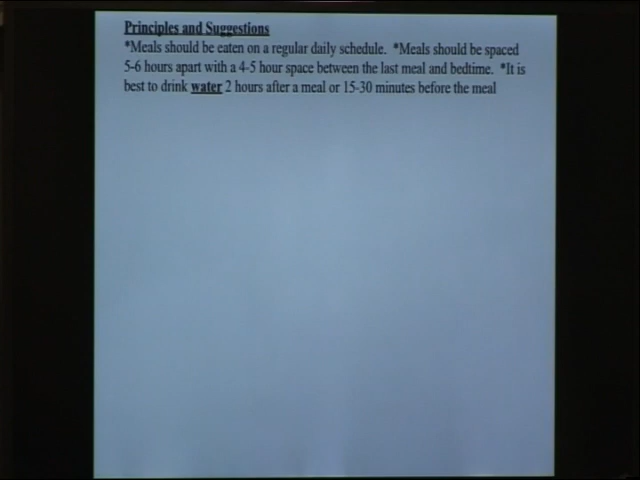 Principles and Suggestions
*Meals should be eaten on a regular daily schedule. *Meals should be spaced
5-6 hours apart with a 4-5 hour space between the last meal and bedtime. *It is
best to drink water 2 hours after a meal or 15-30 minutes before the meal